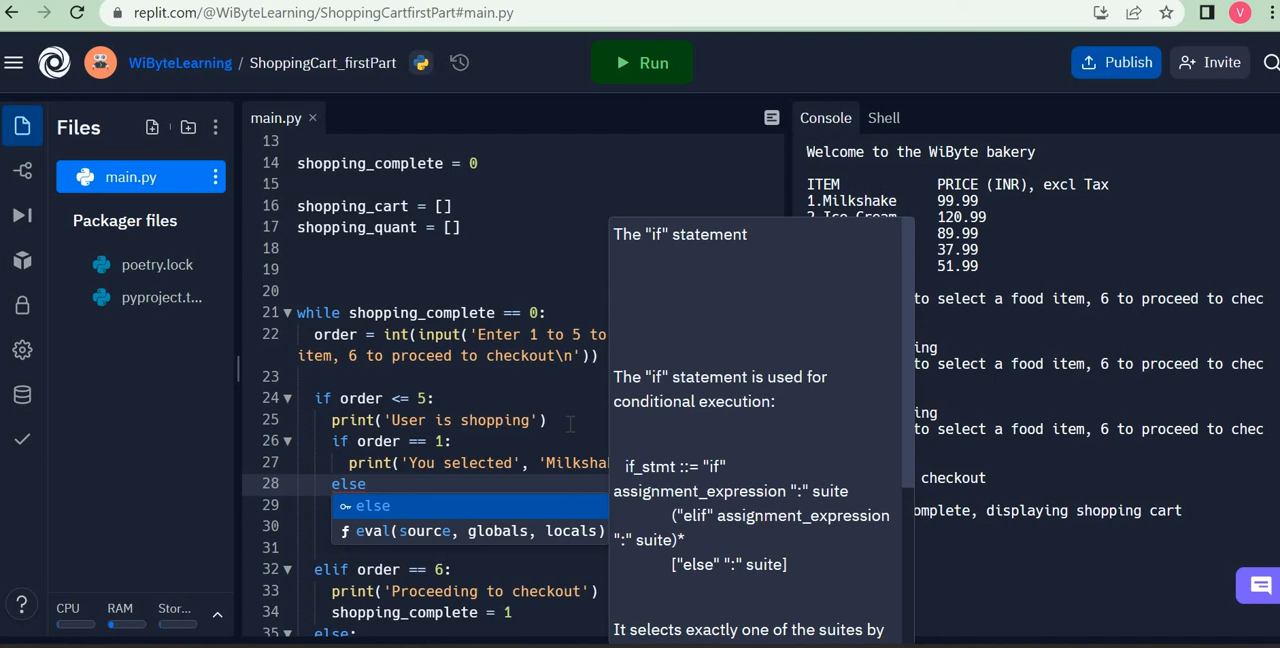 replit.com/@WiByteLearning/ShoppingCartfirstPart#main.py
V
WiByteLearning / ShoppingCart_firstPart
Run
Publish
Invite
Files
main.py
Packager files
poetry.lock
pyproject.t...
CPU RAM Stor...
?
main.py ×
13
14 shopping_complete = 0
15
16 shopping_cart = []
17 shopping_quant = []
18
19
20
21 while shopping_complete == 0:
22 order = int(input('Enter 1 to 5 to
item, 6 to proceed to checkout\n'))
23
24 if order <= 5:
25 print('User is shopping')
26 if order == 1:
27 print('You selected', 'Milksha
28 else
29 else
30 eval(source, globals, locals)
31
32 elif order == 6:
33 print('Proceeding to checkout')
34 shopping_complete = 1
35 else:
The "if" statement
The "if" statement is used for
conditional execution:
if_stmt ::= "if"
assignment_expression ":" suite
("elif" assignment_expression
":" suite)*
["else" ":" suite]
It selects exactly one of the suites by
Console Shell
Welcome to the WiByte bakery
ITEM PRICE (INR), excl Tax
1.Milkshake 99.99
2.Ice Cream 120.99
89.99
37.99
51.99
to select a food item, 6 to proceed to chec
ing
to select a food item, 6 to proceed to chec
ing
to select a food item, 6 to proceed to chec
checkout
omplete, displaying shopping cart